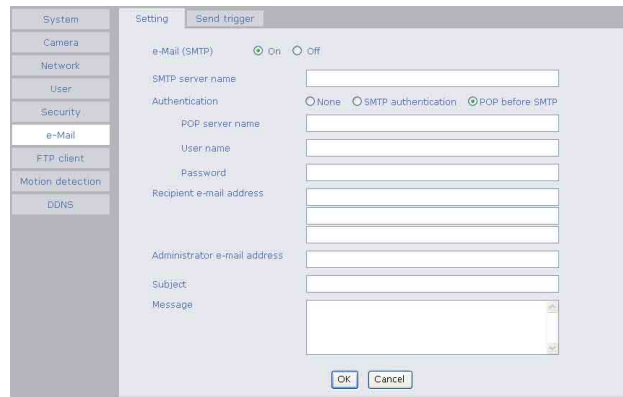 System
Camera
Network
User
Security
e-Mail
FTP client
Motion detection
DDNS
Setting Send trigger
e-Mail (SMTP) On Off
SMTP server name
Authentication None SMTP authentication POP before SMTP
POP server name
User name
Password
Recipient e-mail address
Administrator e-mail address
Subject
Message
OK Cancel